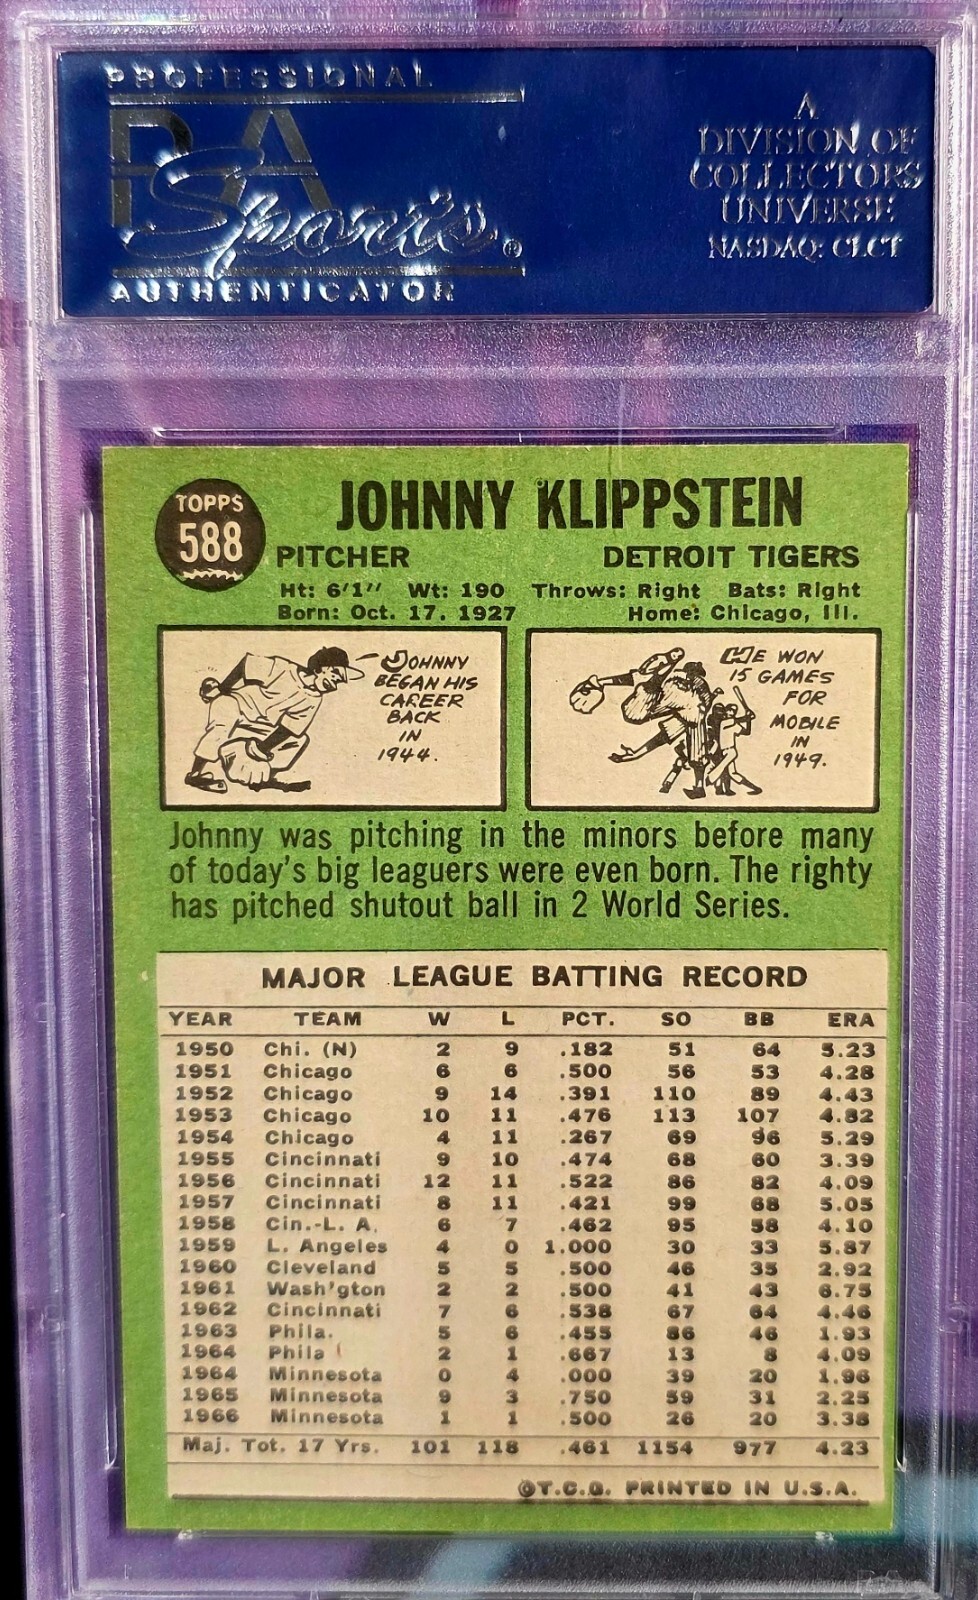 PROFESSIONAL
PSA
Sports®
AUTHENTICATOR
A
DIVISION OF
COLLECTORS
UNIVERSE
NASDAQ: CLCT
TOPPS
588
JOHNNY KLIPPSTEIN
PITCHER DETROIT TIGERS
Ht: 6'1" Wt: 190 Throws: Right Bats: Right
Born: Oct. 17, 1927 Home: Chicago, Ill.
JOHNNY
BEGAN HIS
CAREER
BACK
IN
1944.
HE WON
15 GAMES
FOR
MOBILE
IN
1949.
Johnny was pitching in the minors before many
of today's big leaguers were even born. The righty
has pitched shutout ball in 2 World Series.
MAJOR LEAGUE BATTING RECORD
YEAR TEAM W L PCT. SO BB ERA
1950 Chi. (N) 2 9 .182 51 64 5.23
1951 Chicago 6 6 .500 56 53 4.28
1952 Chicago 9 14 .391 110 89 4.43
1953 Chicago 10 11 .476 113 107 4.82
1954 Chicago 4 11 .267 69 96 5.29
1955 Cincinnati 9 10 .474 68 60 3.39
1956 Cincinnati 12 11 .522 86 82 4.09
1957 Cincinnati 8 11 .421 99 68 5.05
1958 Cin.-L. A. 6 7 .462 95 58 4.10
1959 L. Angeles 4 0 1.000 30 33 5.87
1960 Cleveland 5 5 .500 46 35 2.92
1961 Wash'gton 2 2 .500 41 43 6.75
1962 Cincinnati 7 6 .538 67 64 4.46
1963 Phila. 5 6 .455 86 46 1.93
1964 Phila 2 1 .667 13 8 4.09
1964 Minnesota 0 4 .000 39 20 1.96
1965 Minnesota 9 3 .750 59 31 2.25
1966 Minnesota 1 1 .500 26 20 3.38
Maj. Tot. 17 Yrs. 101 118 .461 1154 977 4.23
©T.C.G. PRINTED IN U.S.A.